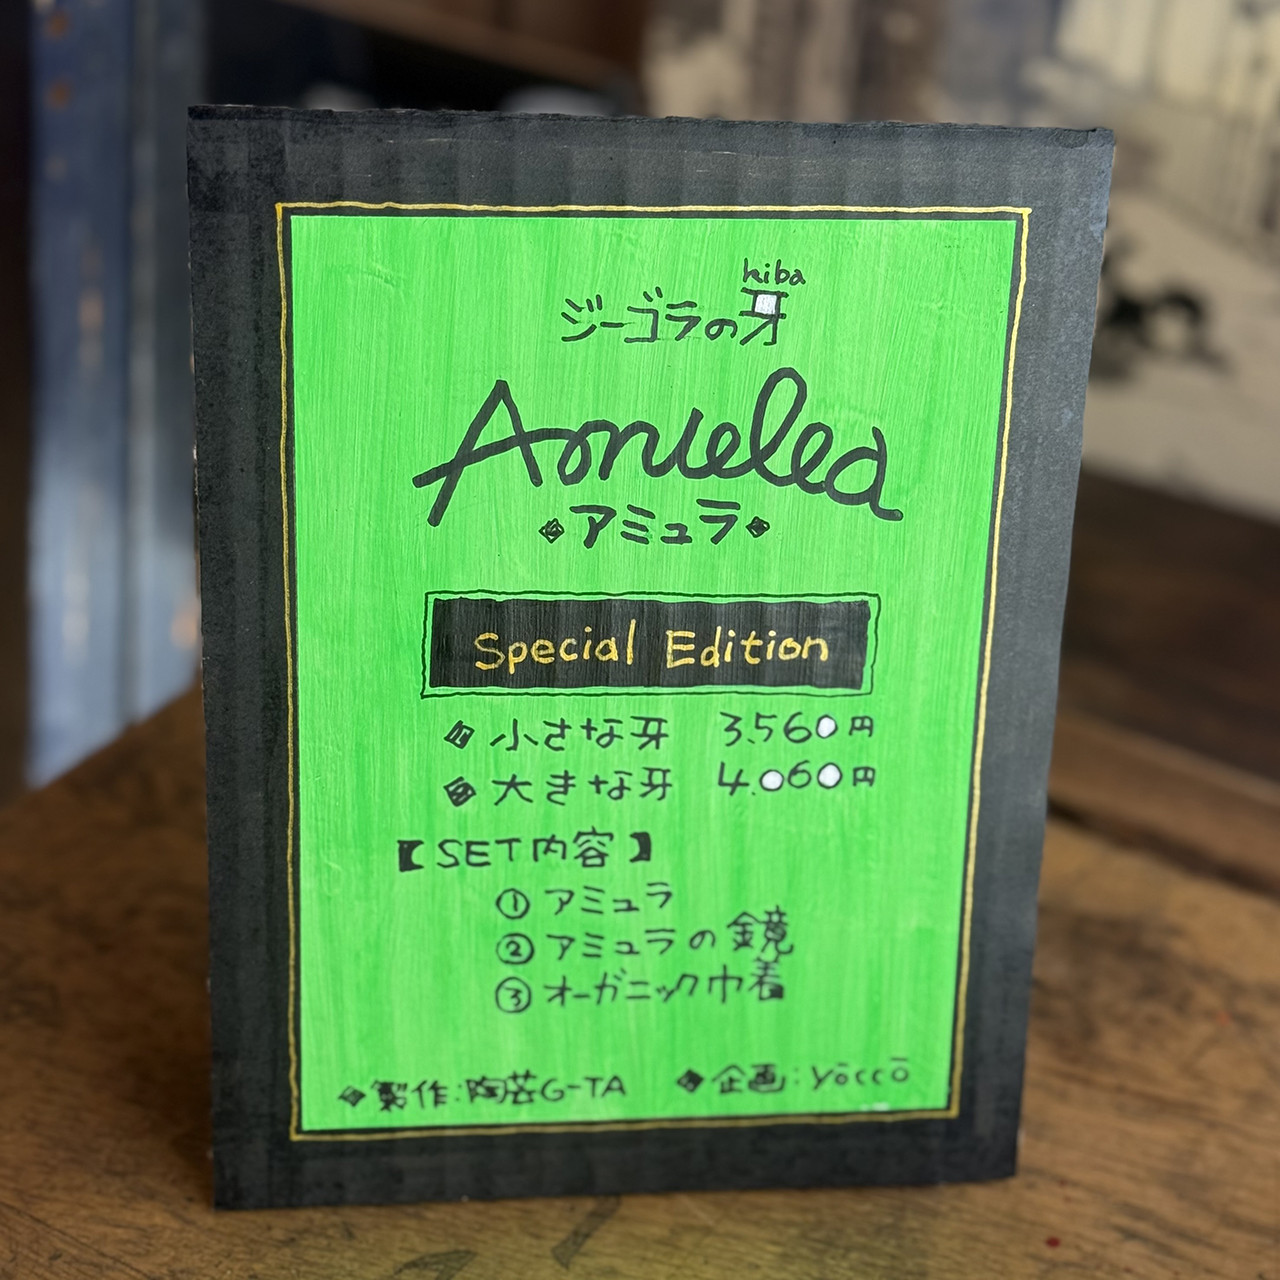 kiba
ジーゴラの牙
Amulea
アミュラ
Special Edition
小さな牙 3,560円
大きな牙 4,060円
【SET内容】
① アミュラ
② アミュラの鏡
③ オーガニック巾着
製作:陶芸G-TA ◆企画:yōccō